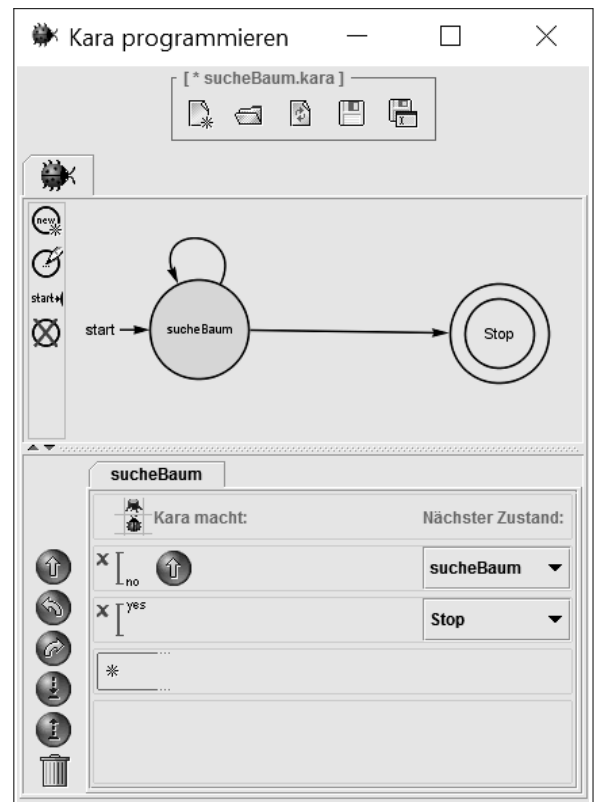 Kara programmieren
[ * sucheBaum.kara ]
new
start
start
sucheBaum
Stop
sucheBaum
Kara macht:
Nächster Zustand:
no
sucheBaum
yes
Stop